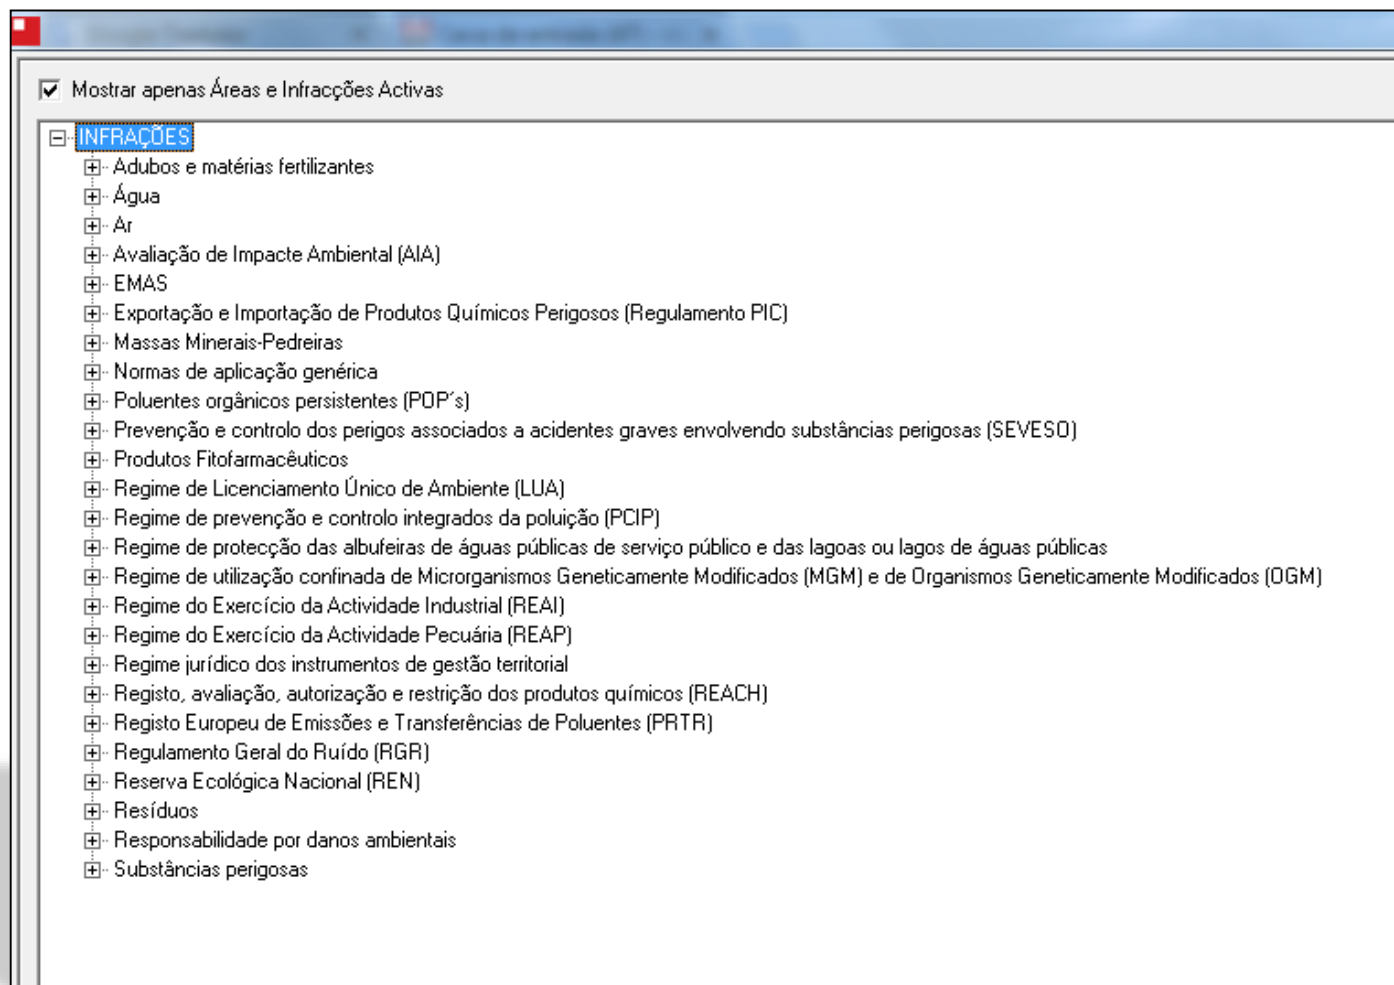 Mostrar apenas Áreas e Infracções Activas
INFRAÇÕES
Adubos e matérias fertilizantes
Água
Ar
Avaliação de Impacte Ambiental (AIA)
EMAS
Exportação e Importação de Produtos Químicos Perigosos (Regulamento PIC)
Massas Minerais-Pedreiras
Normas de aplicação genérica
Poluentes orgânicos persistentes (POP´s)
Prevenção e controlo dos perigos associados a acidentes graves envolvendo substâncias perigosas (SEVESO)
Produtos Fitofarmacêuticos
Regime de Licenciamento Único de Ambiente (LUA)
Regime de prevenção e controlo integrados da poluição (PCIP)
Regime de protecção das albufeiras de águas públicas de serviço público e das lagoas ou lagos de águas públicas
Regime de utilização confinada de Microrganismos Geneticamente Modificados (MGM) e de Organismos Geneticamente Modificados (OGM)
Regime do Exercício da Actividade Industrial (REAI)
Regime do Exercício da Actividade Pecuária (REAP)
Regime jurídico dos instrumentos de gestão territorial
Registo, avaliação, autorização e restrição dos produtos químicos (REACH)
Registo Europeu de Emissões e Transferências de Poluentes (PRTR)
Regulamento Geral do Ruído (RGR)
Reserva Ecológica Nacional (REN)
Resíduos
Responsabilidade por danos ambientais
Substâncias perigosas